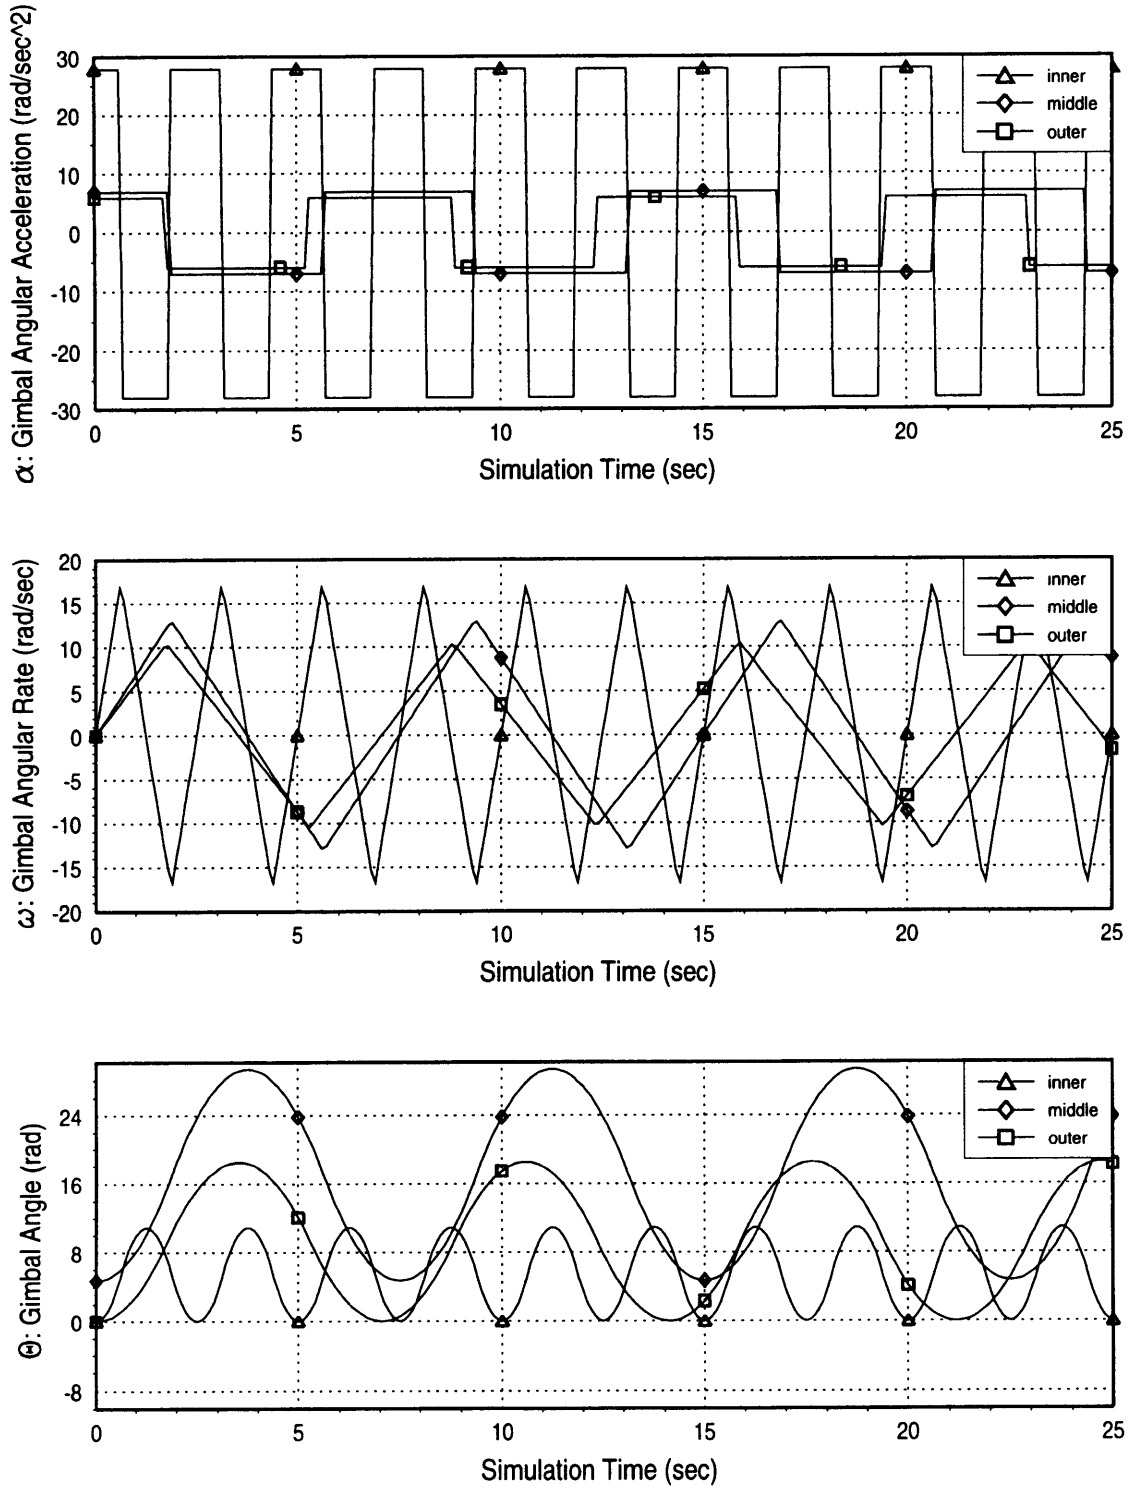 α: Gimbal Angular Acceleration (rad/sec^2)
30
20
10
0
-10
-20
-30
inner
middle
outer
0 5 10 15 20 25
Simulation Time (sec)
ω: Gimbal Angular Rate (rad/sec)
20
15
10
5
0
-5
-10
-15
-20
inner
middle
outer
0 5 10 15 20 25
Simulation Time (sec)
Θ: Gimbal Angle (rad)
24
16
8
0
-8
inner
middle
outer
0 5 10 15 20 25
Simulation Time (sec)